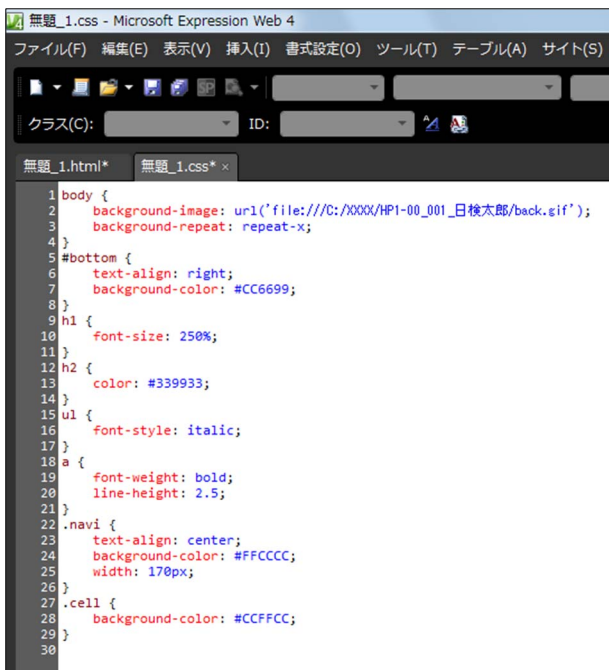 無題_1.css - Microsoft Expression Web 4
ファイル(F) 編集(E) 表示(V) 挿入(I) 書式設定(O) ツール(T) テーブル(A) サイト(S)
クラス(C): ID:
無題_1.html* 無題_1.css* ×
1 body {
2 background-image: url('file:///C:/XXXX/HP1-00_001_日検太郎/back.gif');
3 background-repeat: repeat-x;
4 }
5 #bottom {
6 text-align: right;
7 background-color: #CC6699;
8 }
9 h1 {
10 font-size: 250%;
11 }
12 h2 {
13 color: #339933;
14 }
15 ul {
16 font-style: italic;
17 }
18 a {
19 font-weight: bold;
20 line-height: 2.5;
21 }
22 .navi {
23 text-align: center;
24 background-color: #FFCCCC;
25 width: 170px;
26 }
27 .cell {
28 background-color: #CCFFCC;
29 }
30